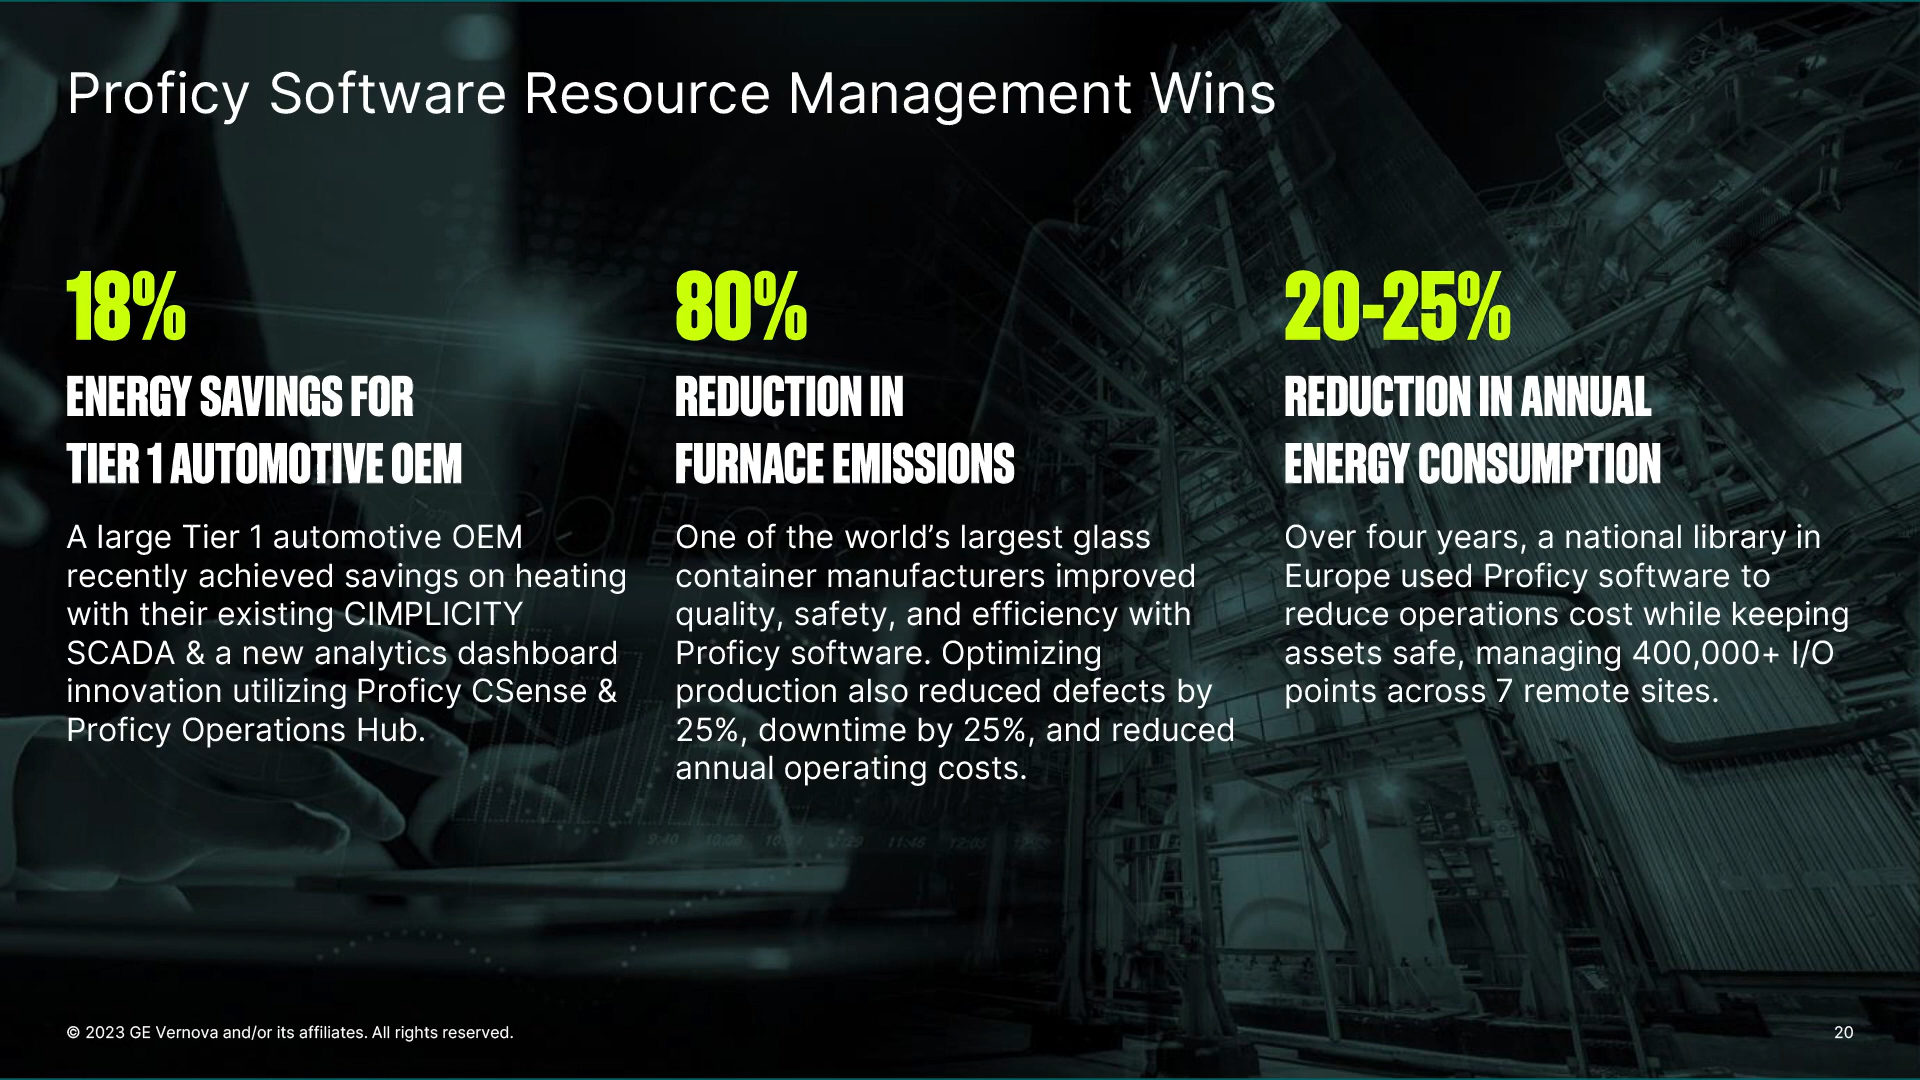 Proficy Software Resource Management Wins
18%
ENERGY SAVINGS FOR
TIER 1 AUTOMOTIVE OEM
A large Tier 1 automotive OEM
recently achieved savings on heating
with their existing CIMPLICITY
SCADA & a new analytics dashboard
innovation utilizing Proficy CSense &
Proficy Operations Hub.
80%
REDUCTION IN
FURNACE EMISSIONS
One of the world’s largest glass
container manufacturers improved
quality, safety, and efficiency with
Proficy software. Optimizing
production also reduced defects by
25%, downtime by 25%, and reduced
annual operating costs.
20-25%
REDUCTION IN ANNUAL
ENERGY CONSUMPTION
Over four years, a national library in
Europe used Proficy software to
reduce operations cost while keeping
assets safe, managing 400,000+ I/O
points across 7 remote sites.
9:40 11:46
© 2023 GE Vernova and/or its affiliates. All rights reserved.
20